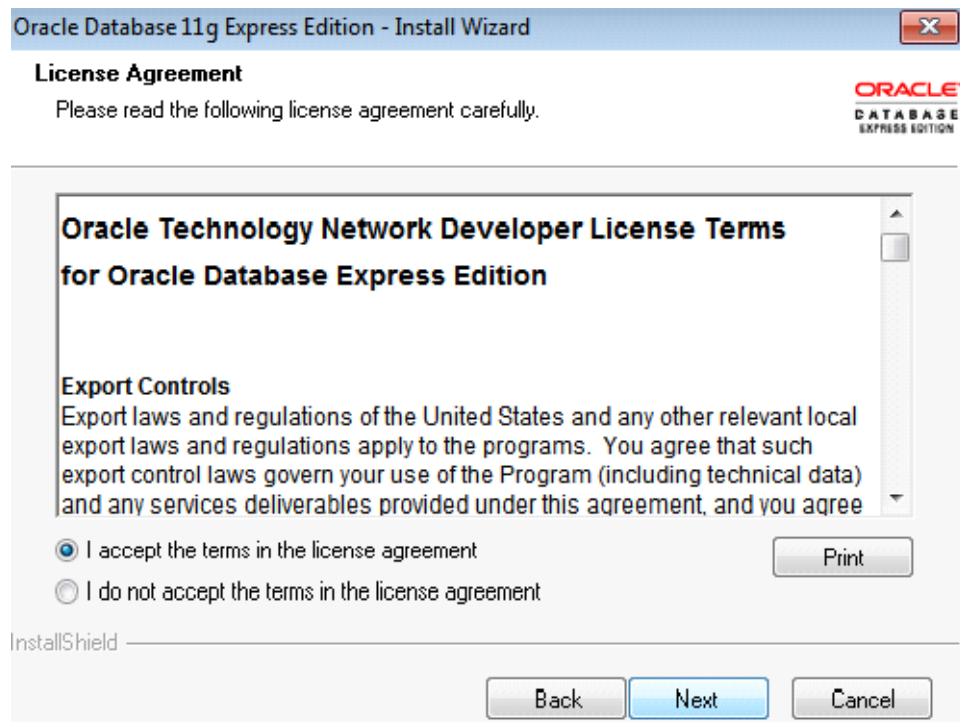 Oracle Database 11g Express Edition - Install Wizard
License Agreement
Please read the following license agreement carefully.
ORACLE
DATABASE
EXPRESS EDITION
Oracle Technology Network Developer License Terms
for Oracle Database Express Edition
Export Controls
Export laws and regulations of the United States and any other relevant local
export laws and regulations apply to the programs.  You agree that such
export control laws govern your use of the Program (including technical data)
and any services deliverables provided under this agreement, and you agree
I accept the terms in the license agreement
Print
I do not accept the terms in the license agreement
InstallShield
Back
Next
Cancel